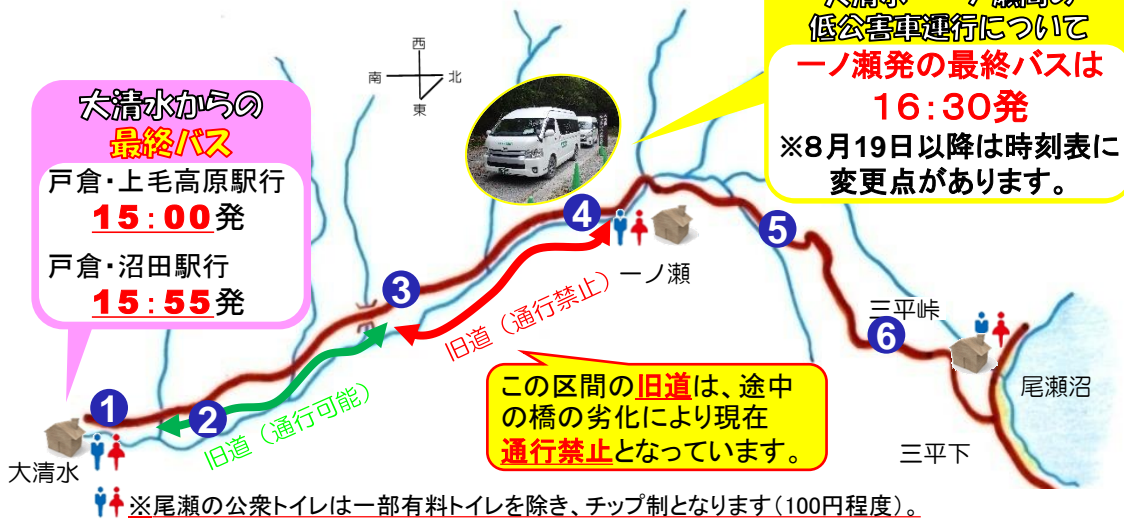 低公害車運行について
一ノ瀬発の最終バスは
16:30発
※8月19日以降は時刻表に
変更点があります。
西
南
北
東
大清水からの
最終バス
戸倉・上毛高原駅行
15:00発
戸倉・沼田駅行
15:55発
1
2
3
4
5
6
一ノ瀬
旧道（通行禁止）
旧道（通行可能）
この区間の旧道は、途中
の橋の劣化により現在
通行禁止となっています。
三平峠
尾瀬沼
三平下
大清水
※尾瀬の公衆トイレは一部有料トイレを除き、チップ制となります(100円程度)。